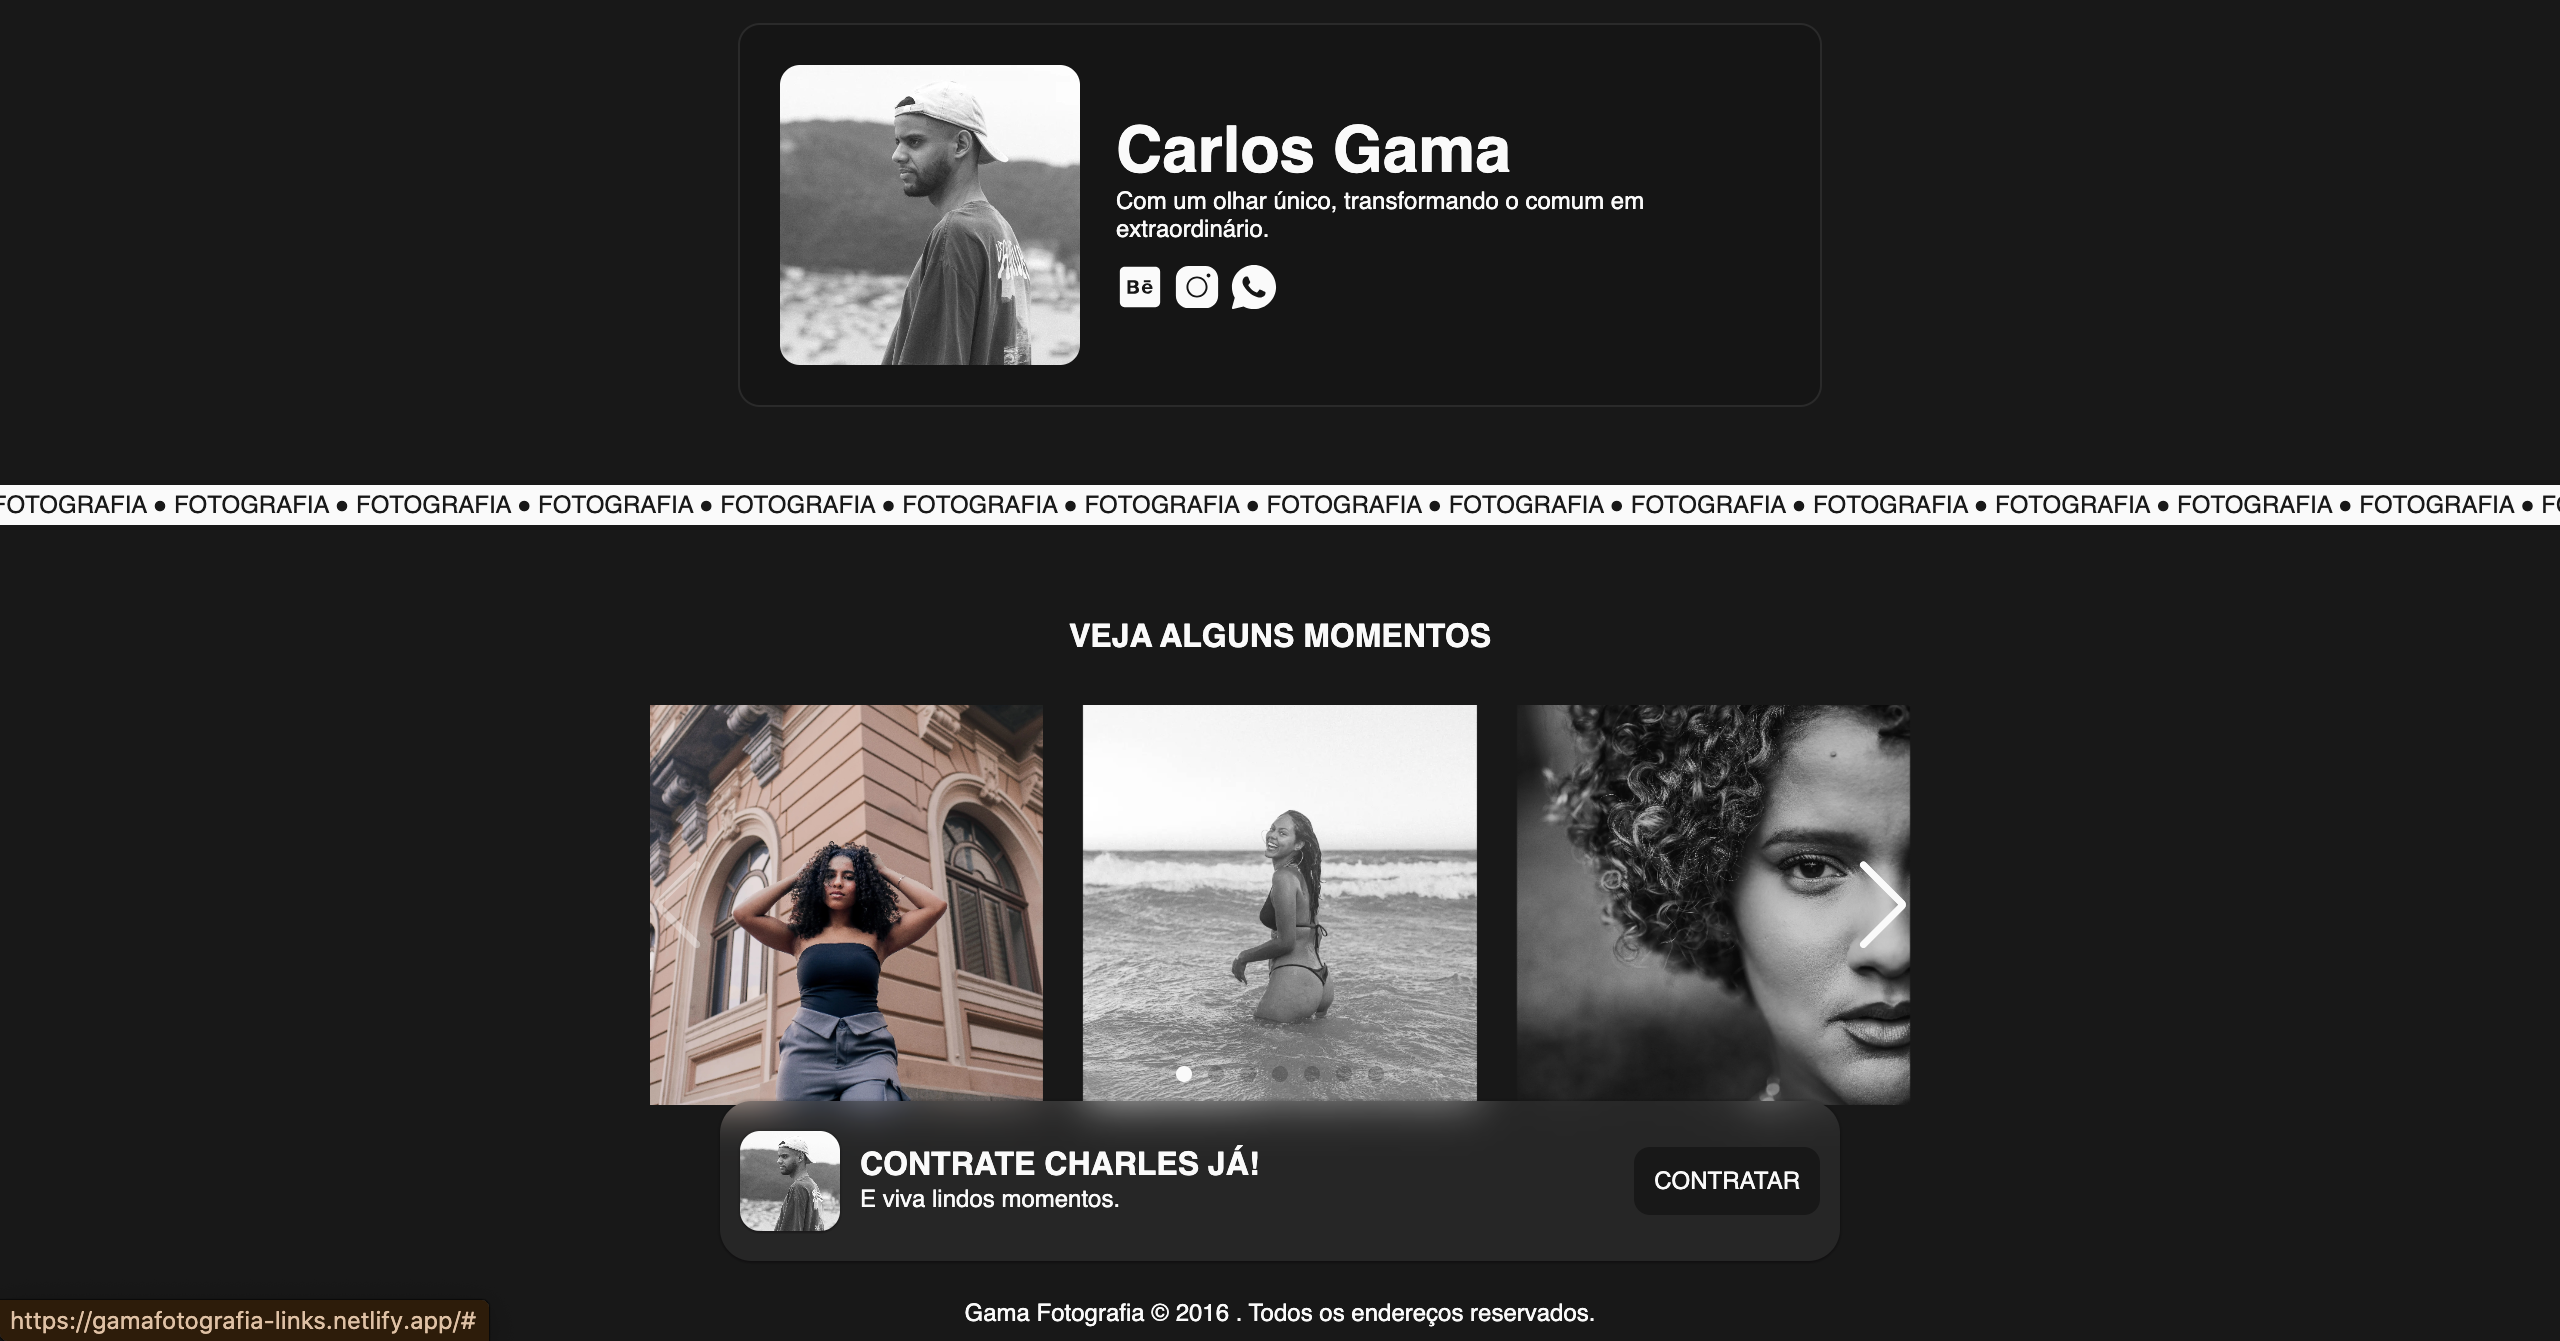 Carlos Gama
Com um olhar único, transformando o comum em
extraordinário.
Bē
FOTOGRAFIA ● FOTOGRAFIA ● FOTOGRAFIA ● FOTOGRAFIA ● FOTOGRAFIA ● FOTOGRAFIA ● FOTOGRAFIA ● FOTOGRAFIA ● FOTOGRAFIA ● FOTOGRAFIA ● FOTOGRAFIA ● FOTOGRAFIA ● FOTOGRAFIA ● FOTOGRAFIA ● FO
VEJA ALGUNS MOMENTOS
CONTRATE CHARLES JÁ!
E viva lindos momentos.
CONTRATAR
Gama Fotografia © 2016 . Todos os endereços reservados.
https://gamafotografia-links.netlify.app/#